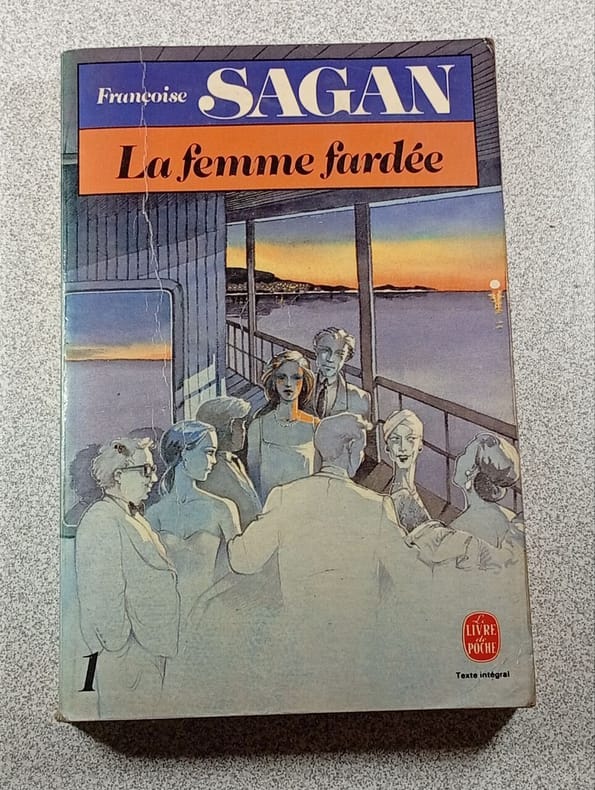 Françoise SAGAN
La femme fardée
1
Le
LIVRE
de
POCHE
Texte intégral